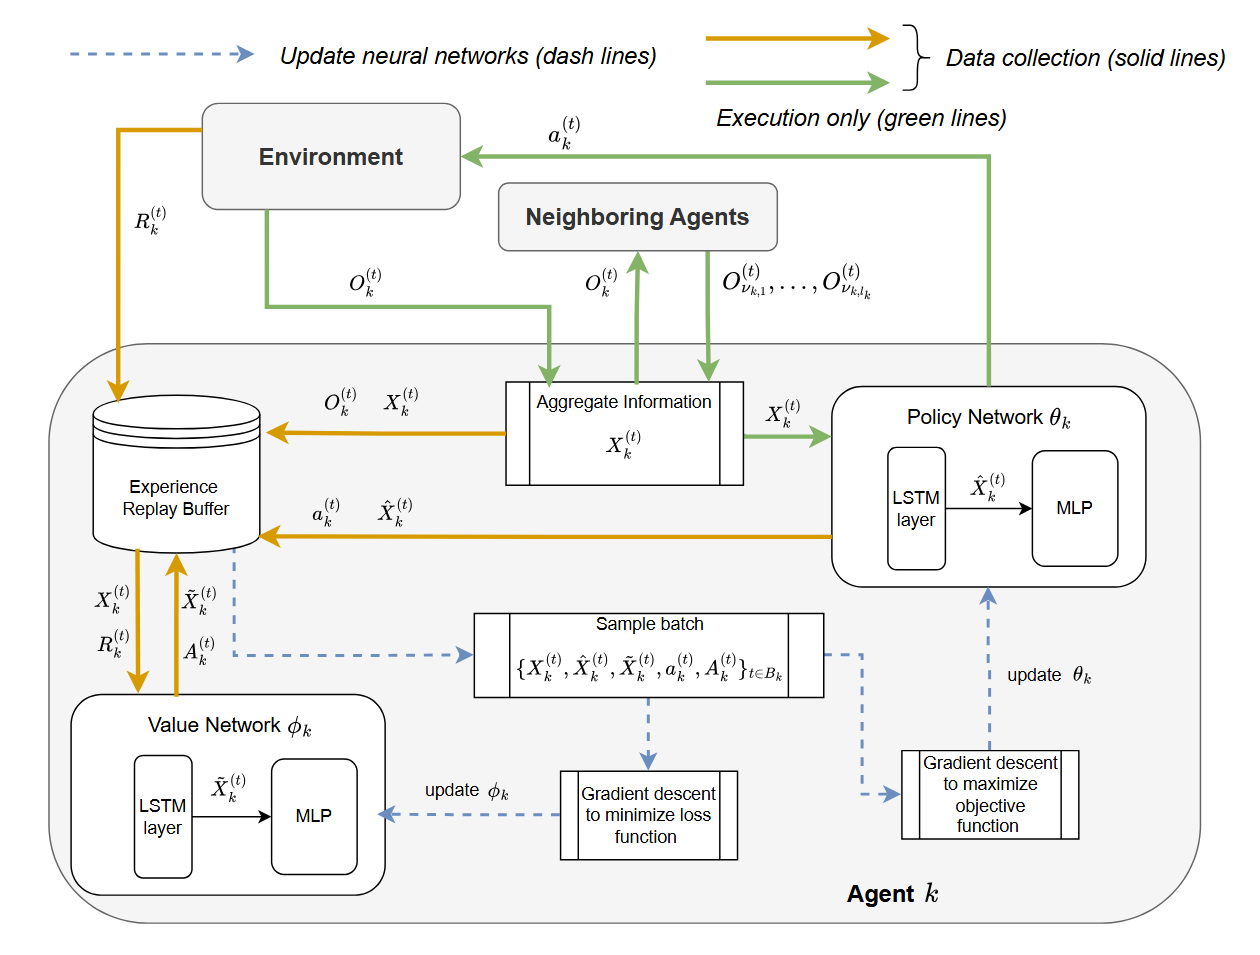 Update neural networks (dash lines)
Data collection (solid lines)
Execution only (green lines)
Environment
$a_k^{(t)}$
Neighboring Agents
$R_k^{(t)}$
$O_k^{(t)}$
$O_k^{(t)}$
$O_{\nu_{k,1}}^{(t)}, \ldots, O_{\nu_{k,l_k}}^{(t)}$
Aggregate Information
$X_k^{(t)}$
$O_k^{(t)}$ $X_k^{(t)}$
$X_k^{(t)}$
Policy Network $\theta_k$
LSTM
layer
$\hat{X}_k^{(t)}$
MLP
Experience
Replay Buffer
$a_k^{(t)}$ $\hat{X}_k^{(t)}$
$X_k^{(t)}$
$R_k^{(t)}$
$\tilde{X}_k^{(t)}$
$A_k^{(t)}$
Sample batch
$\{X_k^{(t)}, \hat{X}_k^{(t)}, \tilde{X}_k^{(t)}, a_k^{(t)}, A_k^{(t)}\}_{t \in B_k}$
update $\theta_k$
Value Network $\phi_k$
LSTM
layer
$\tilde{X}_k^{(t)}$
MLP
update $\phi_k$
Gradient descent
to minimize loss
function
Gradient descent
to maximize
objective
function
Agent $k$